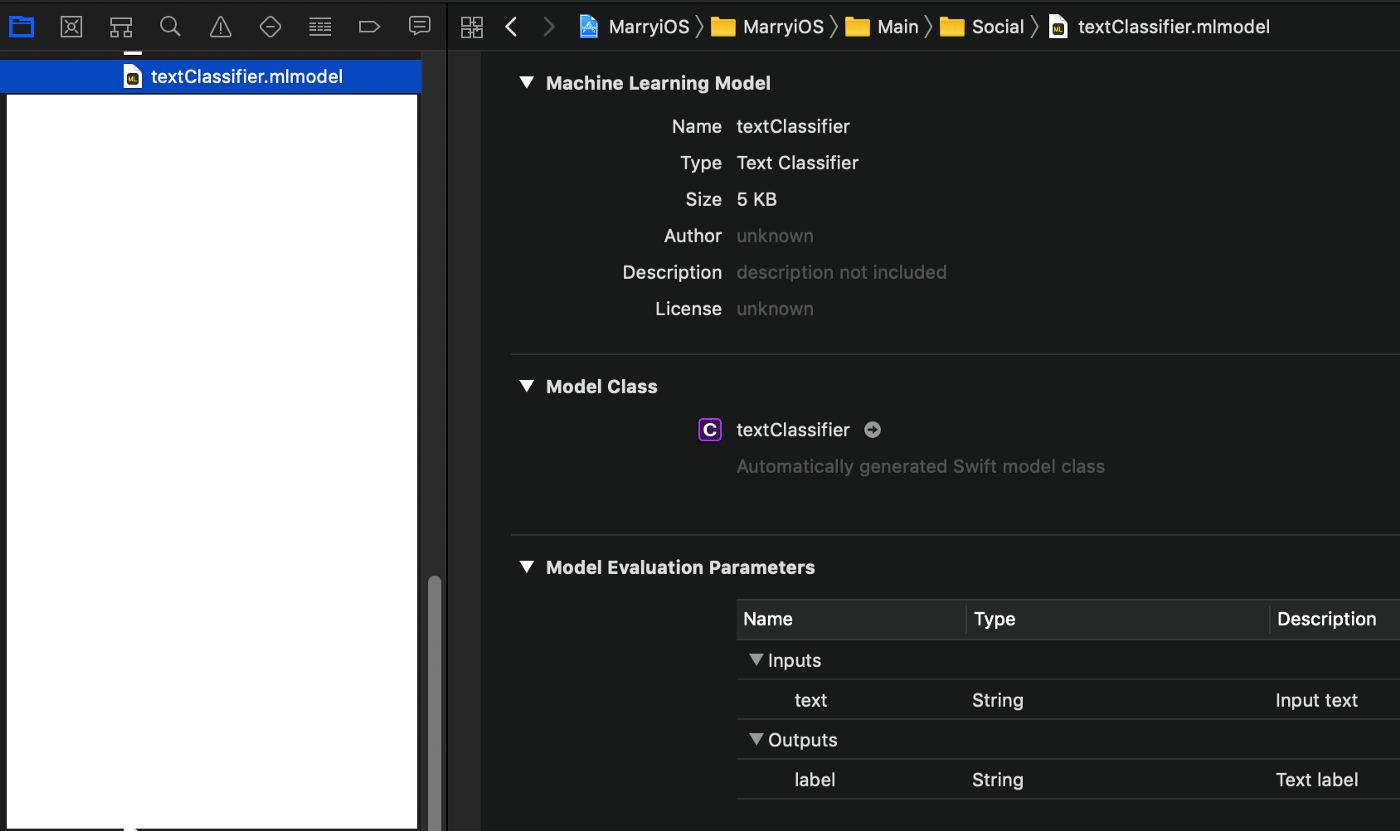 MarryiOS MarryiOS Main Social textClassifier.mlmodel
textClassifier.mlmodel
Machine Learning Model
Name textClassifier
Type Text Classifier
Size 5 KB
Author unknown
Description description not included
License unknown
Model Class
C textClassifier
Automatically generated Swift model class
Model Evaluation Parameters
Name Type Description
Inputs
text String Input text
Outputs
label String Text label